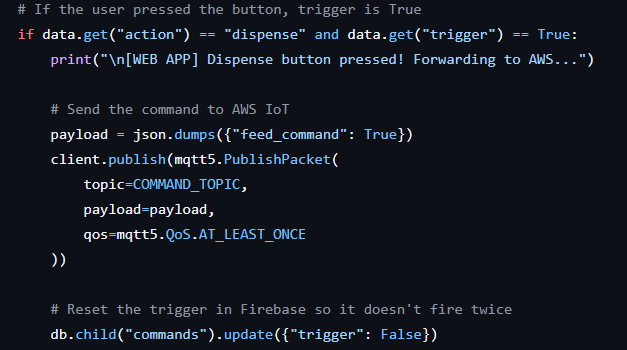 # If the user pressed the button, trigger is True
if data.get("action") == "dispense" and data.get("trigger") == True:
    print("\n[WEB APP] Dispense button pressed! Forwarding to AWS...")

    # Send the command to AWS IoT
    payload = json.dumps({"feed_command": True})
    client.publish(mqtt5.PublishPacket(
        topic=COMMAND_TOPIC,
        payload=payload,
        qos=mqtt5.QoS.AT_LEAST_ONCE
    ))

    # Reset the trigger in Firebase so it doesn't fire twice
    db.child("commands").update({"trigger": False})